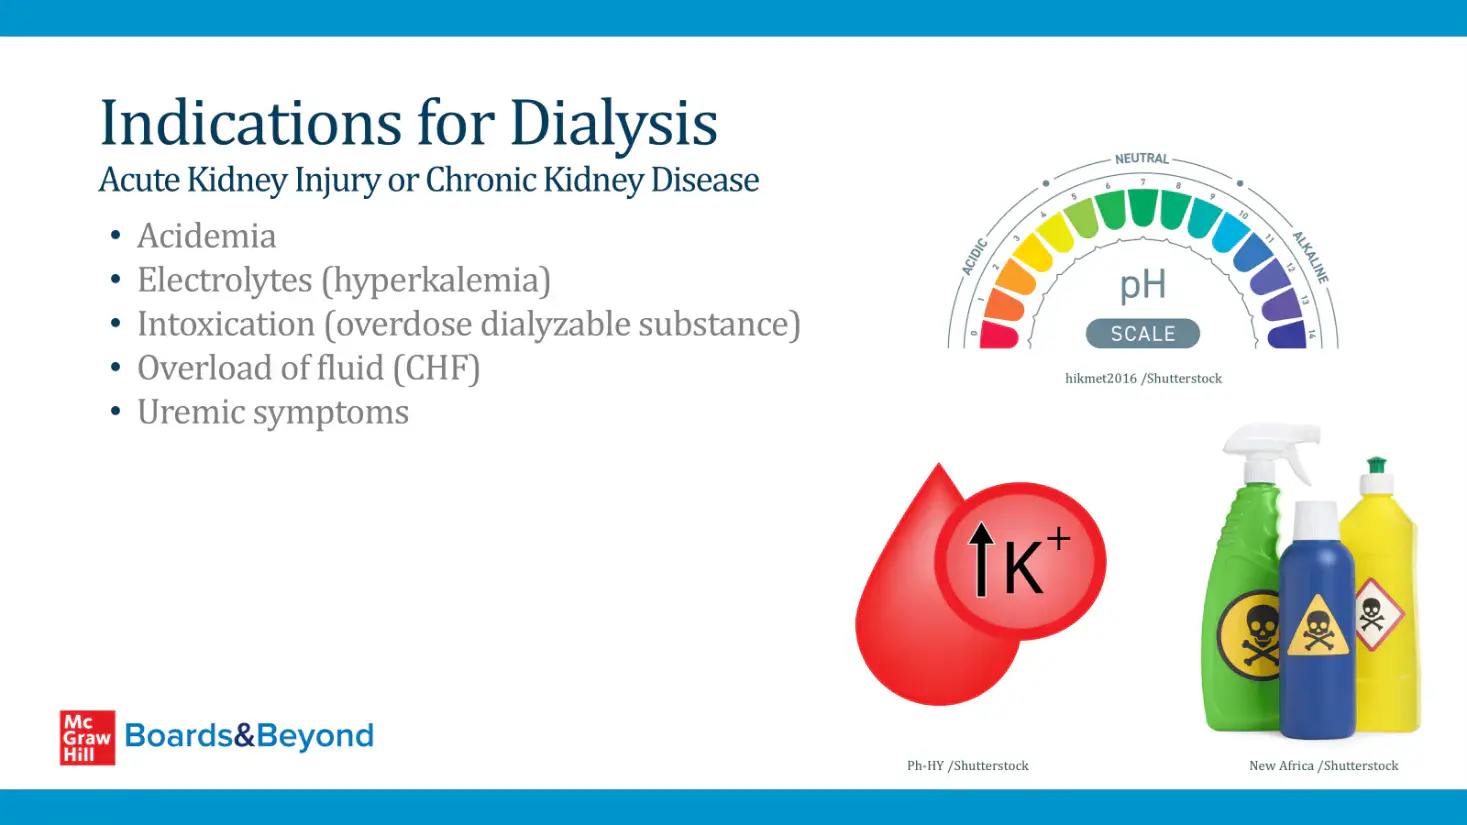 Indications for Dialysis
Acute Kidney Injury or Chronic Kidney Disease
• Acidemia
• Electrolytes (hyperkalemia)
• Intoxication (overdose dialyzable substance)
• Overload of fluid (CHF)
• Uremic symptoms
NEUTRAL
ACIDIC
ALKALINE
0 1 2 3 4 5 6 7 8 9 10 11 12 13 14
pH
SCALE
hikmet2016 /Shutterstock
↑K+
Ph-HY /Shutterstock
New Africa /Shutterstock
Mc
Graw
Hill
Boards&Beyond